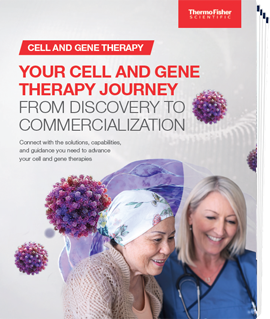 ThermoFisher
SCIENTIFIC
CELL AND GENE THERAPY
YOUR CELL AND GENE
THERAPY JOURNEY
FROM DISCOVERY TO
COMMERCIALIZATION
Connect with the solutions, capabilities,
and guidance you need to advance
your cell and gene therapies